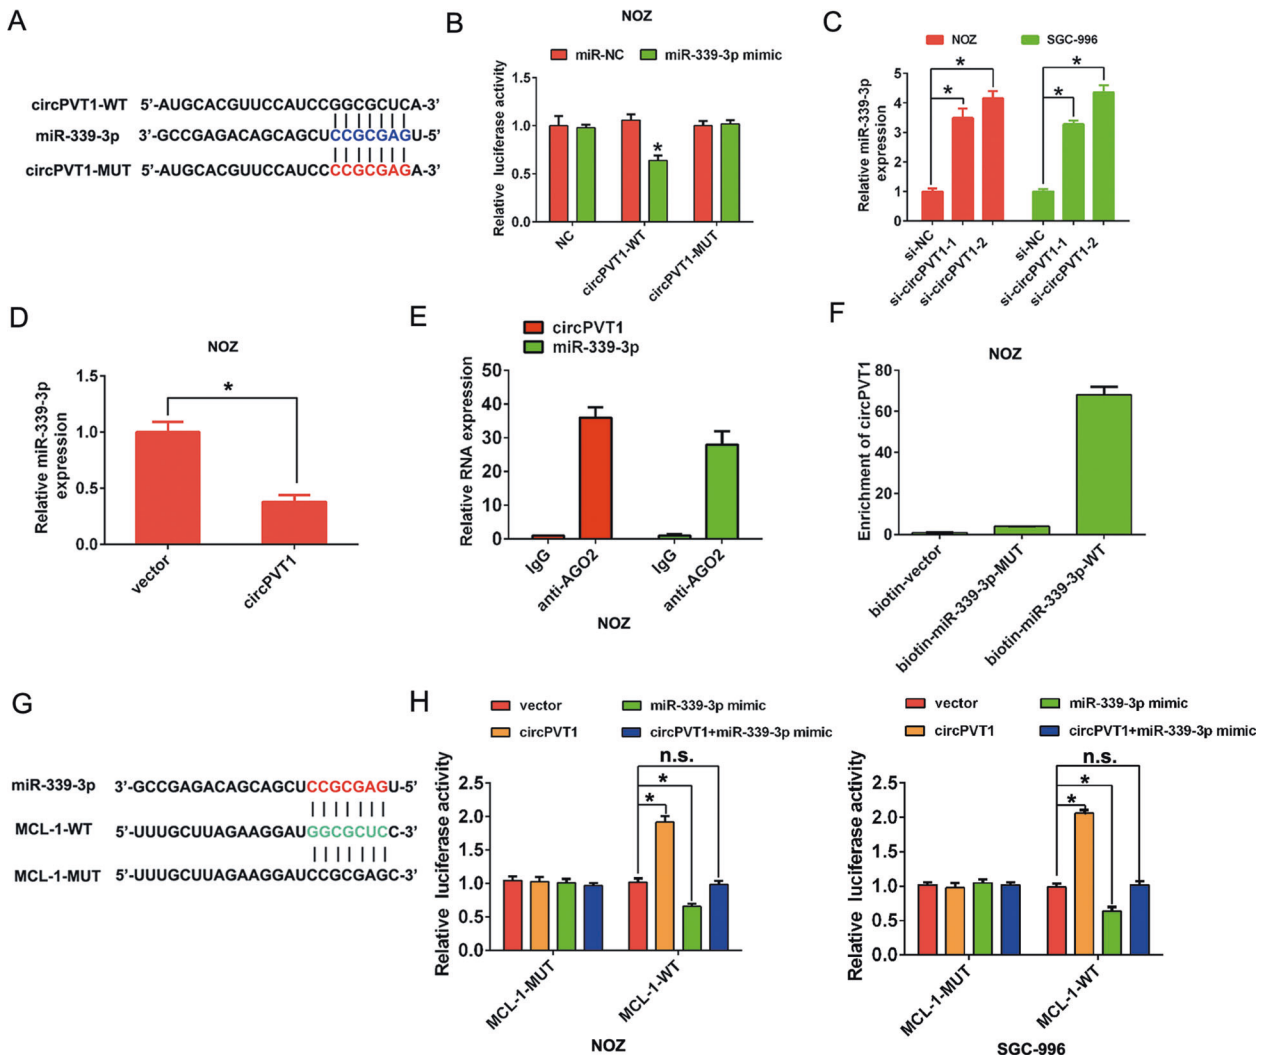 A
circPVT1-WT 5'-AUGCACGUUCCAUCCGGCGCUCA-3'
miR-339-3p 3'-GCCGAGACAGCAGCUCCGCGAGU-5'
circPVT1-MUT 5'-AUGCACGUUCCAUCCCCGCGAGA-3'
B
NOZ
miR-NC miR-339-3p mimic
Relative luciferase activity
1.5
1.0
0.5
0.0
*
NC circPVT1-WT circPVT1-MUT
C
NOZ SGC-996
Relative miR-339-3p
expression
5
4
3
2
1
0
* * * *
si-NC si-circPVT1-1 si-circPVT1-2 si-NC si-circPVT1-1 si-circPVT1-2
D
NOZ
Relative miR-339-3p
expression
1.5
1.0
0.5
0.0
*
vector circPVT1
E
circPVT1
miR-339-3p
Relative RNA expression
50
40
30
20
10
0
IgG anti-AGO2 IgG anti-AGO2
NOZ
F
NOZ
Enrichment of circPVT1
80
60
40
20
0
biotin-vector biotin-miR-339-3p-MUT biotin-miR-339-3p-WT
G
miR-339-3p 3'-GCCGAGACAGCAGCUCCGCGAGU-5'
MCL-1-WT 5'-UUUGCUUAGAAGGAUGGCGCUCC-3'
MCL-1-MUT 5'-UUUGCUUAGAAGGAUCCGCGAGC-3'
H
vector miR-339-3p mimic
circPVT1 circPVT1+miR-339-3p mimic
Relative luciferase activity
2.5
2.0
1.5
1.0
0.5
0.0
n.s.
*
*
MCL-1-MUT MCL-1-WT
NOZ
vector miR-339-3p mimic
circPVT1 circPVT1+miR-339-3p mimic
Relative luciferase activity
2.5
2.0
1.5
1.0
0.5
0.0
n.s.
*
*
MCL-1-MUT MCL-1-WT
SGC-996